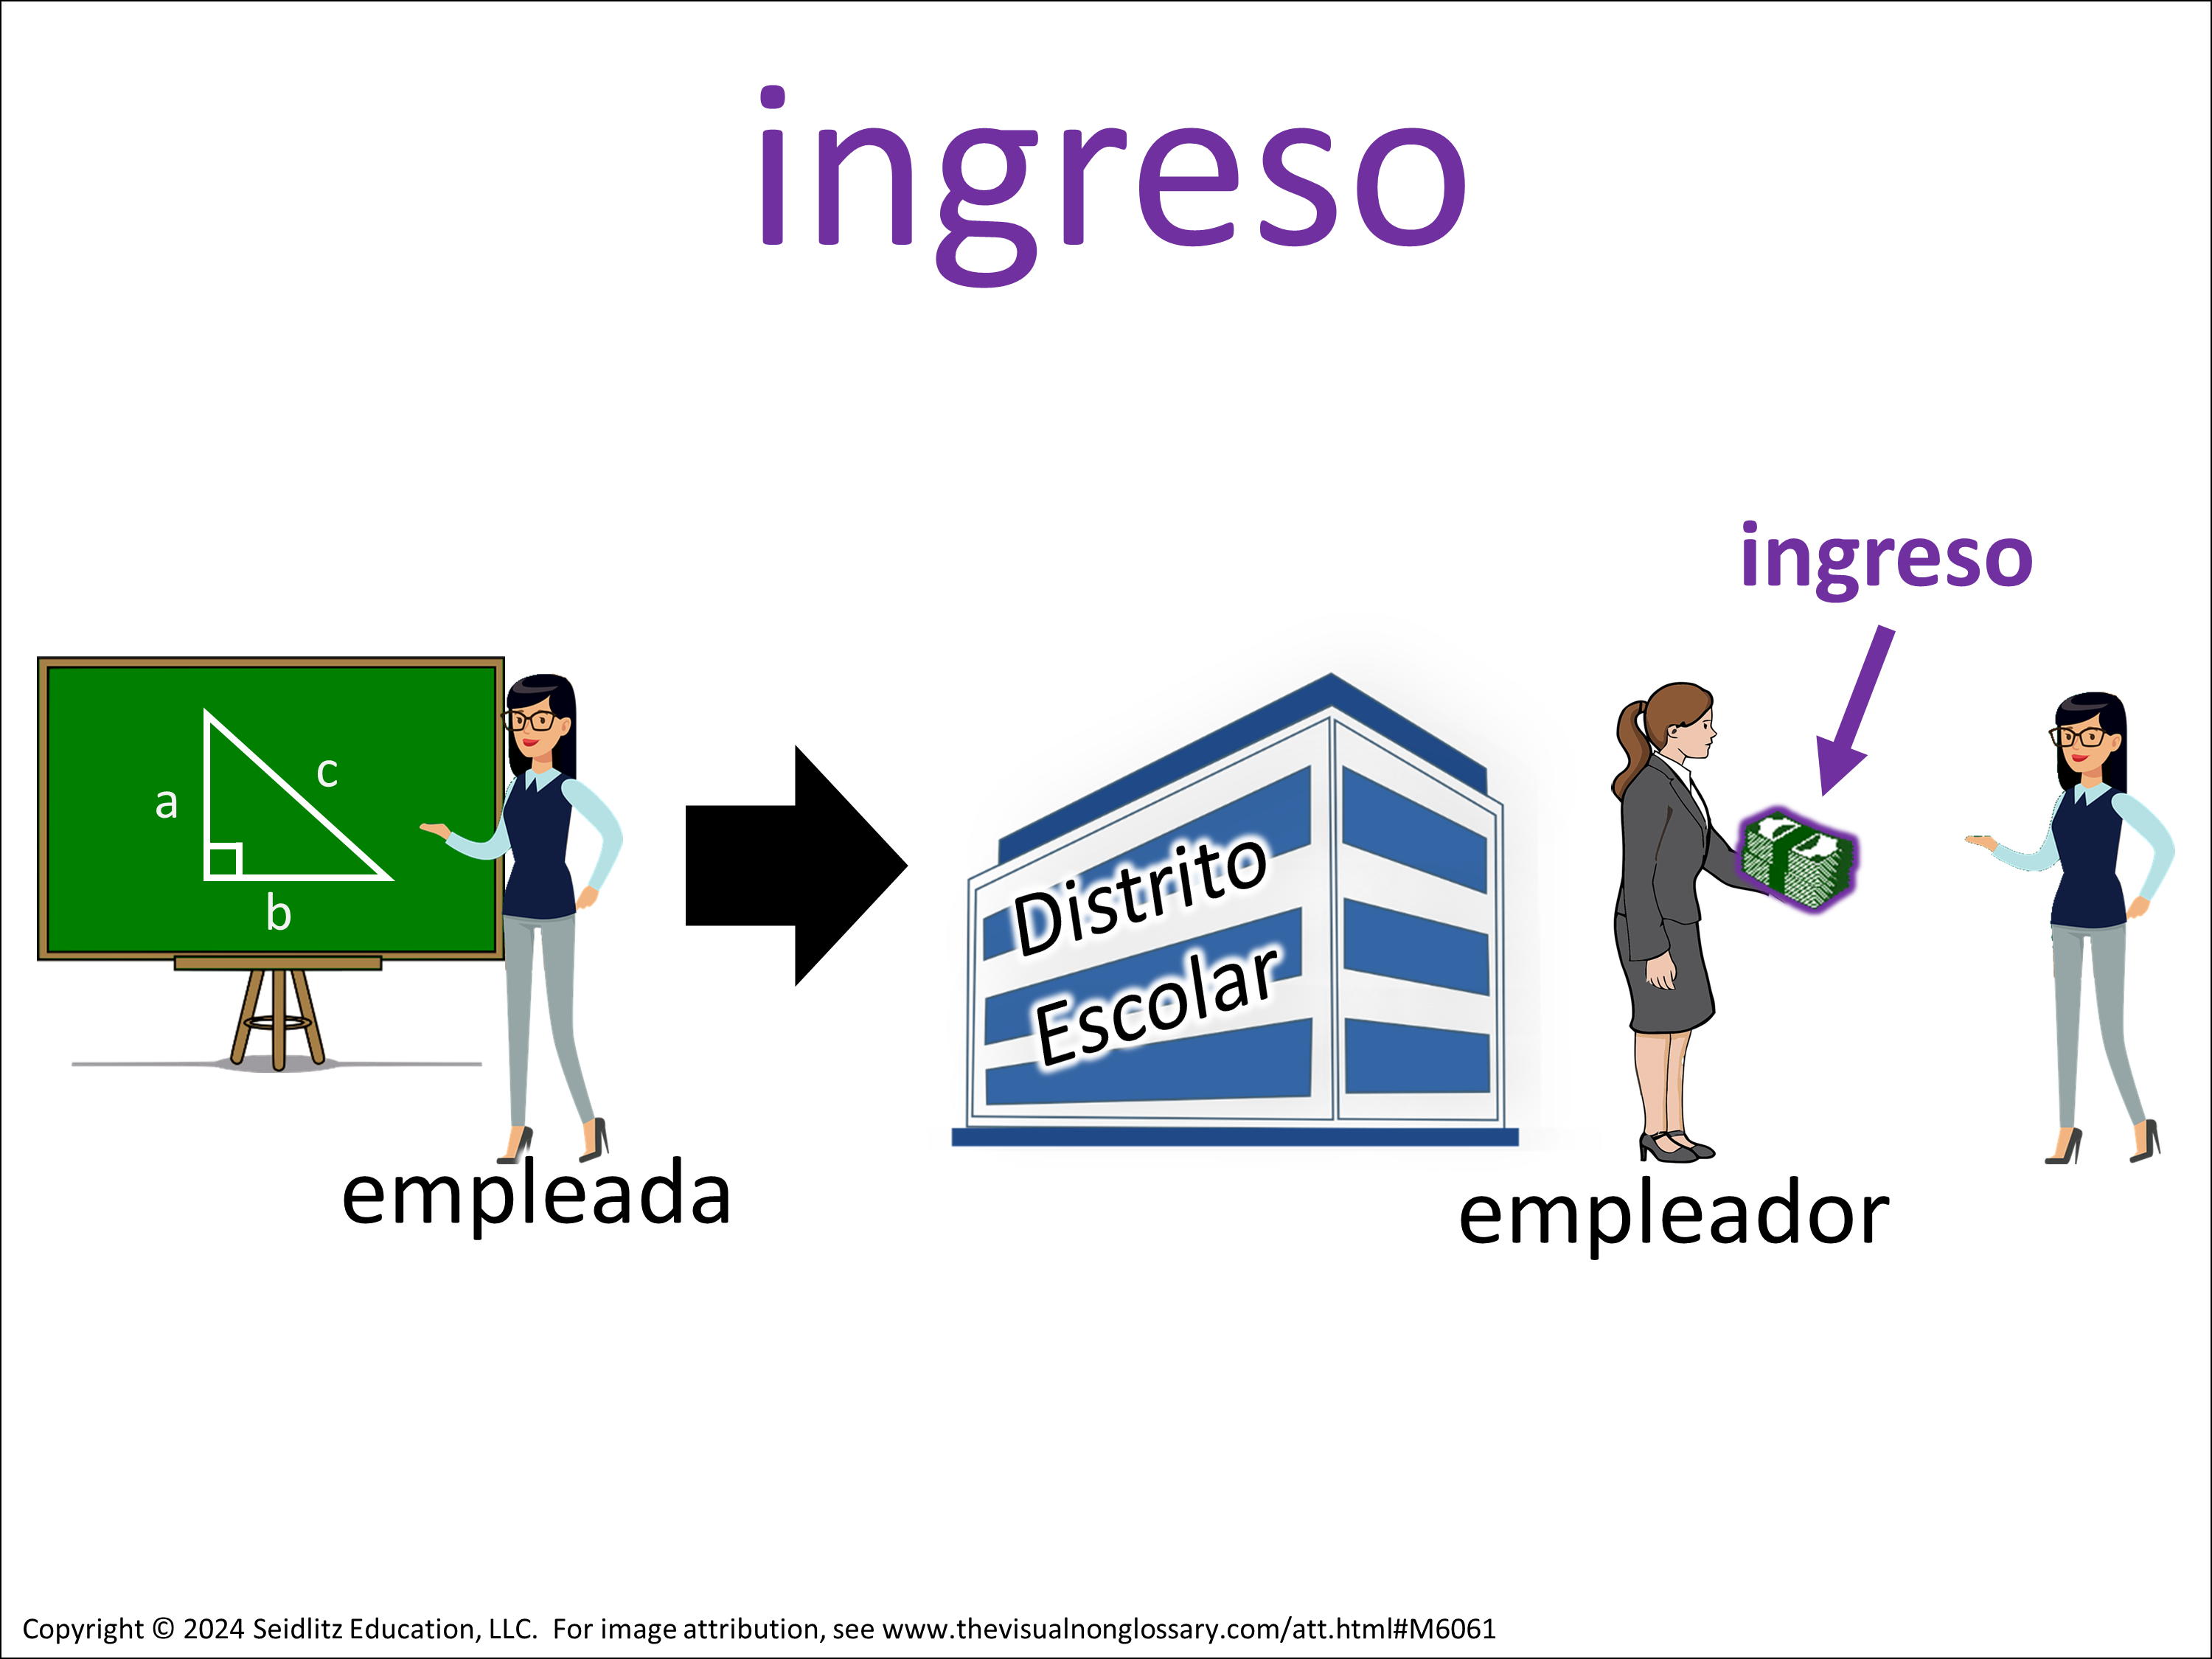 ingreso
ingreso
a
c
b
Distrito
Escolar
empleada
empleador
Copyright © 2024 Seidlitz Education, LLC.  For image attribution, see www.thevisualnonglossary.com/att.html#M6061